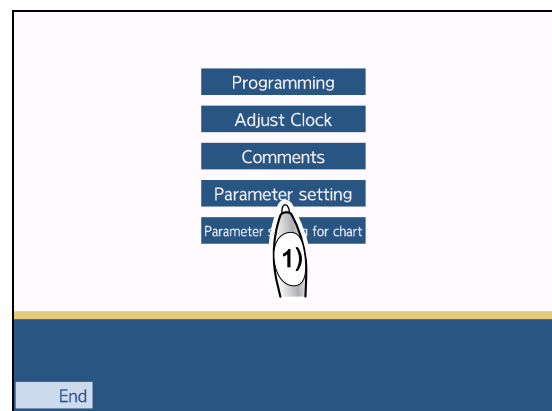 Programming
Adjust Clock
Comments
Parameter setting
Parameter for chart
1)
End